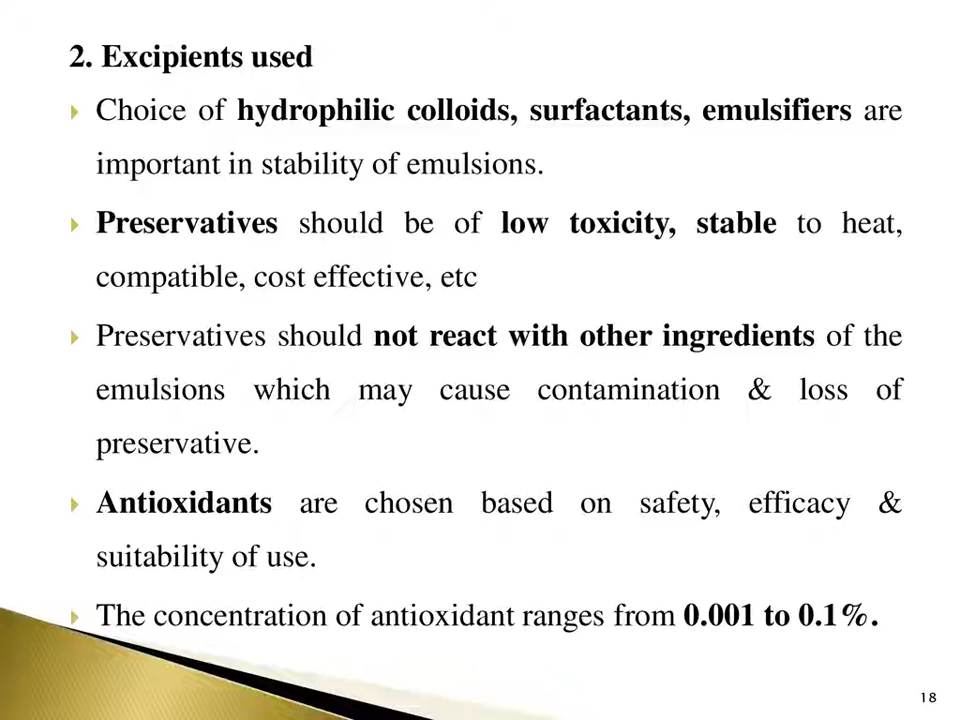 2. Excipients used
Choice of hydrophilic colloids, surfactants, emulsifiers are
important in stability of emulsions.
Preservatives should be of low toxicity, stable to heat,
compatible, cost effective, etc
Preservatives should not react with other ingredients of the
emulsions which may cause contamination & loss of
preservative.
Antioxidants are chosen based on safety, efficacy &
suitability of use.
The concentration of antioxidant ranges from 0.001 to 0.1%.
18